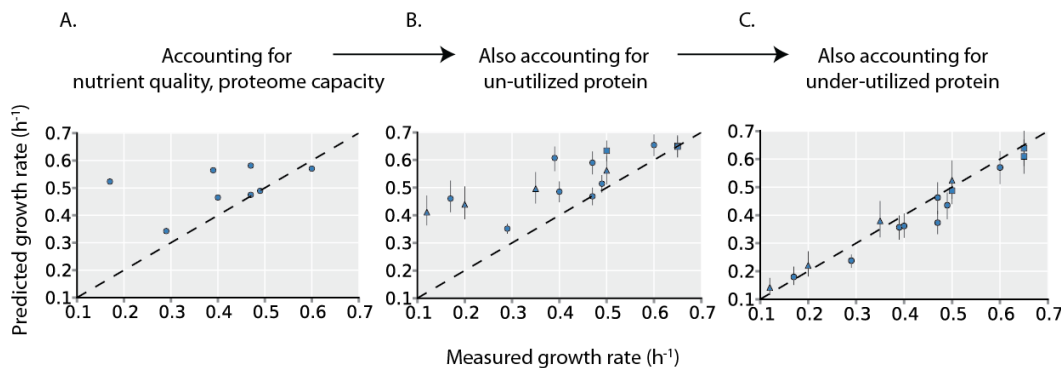 A.
B.
C.
Accounting for
nutrient quality, proteome capacity
Also accounting for
un-utilized protein
Also accounting for
under-utilized protein
Predicted growth rate (h⁻¹)
0.7
0.6
0.5
0.4
0.3
0.2
0.1
0.1 0.2 0.3 0.4 0.5 0.6 0.7
0.7
0.6
0.5
0.4
0.3
0.2
0.1
0.1 0.2 0.3 0.4 0.5 0.6 0.7
0.7
0.6
0.5
0.4
0.3
0.2
0.1
0.1 0.2 0.3 0.4 0.5 0.6 0.7
Measured growth rate (h⁻¹)